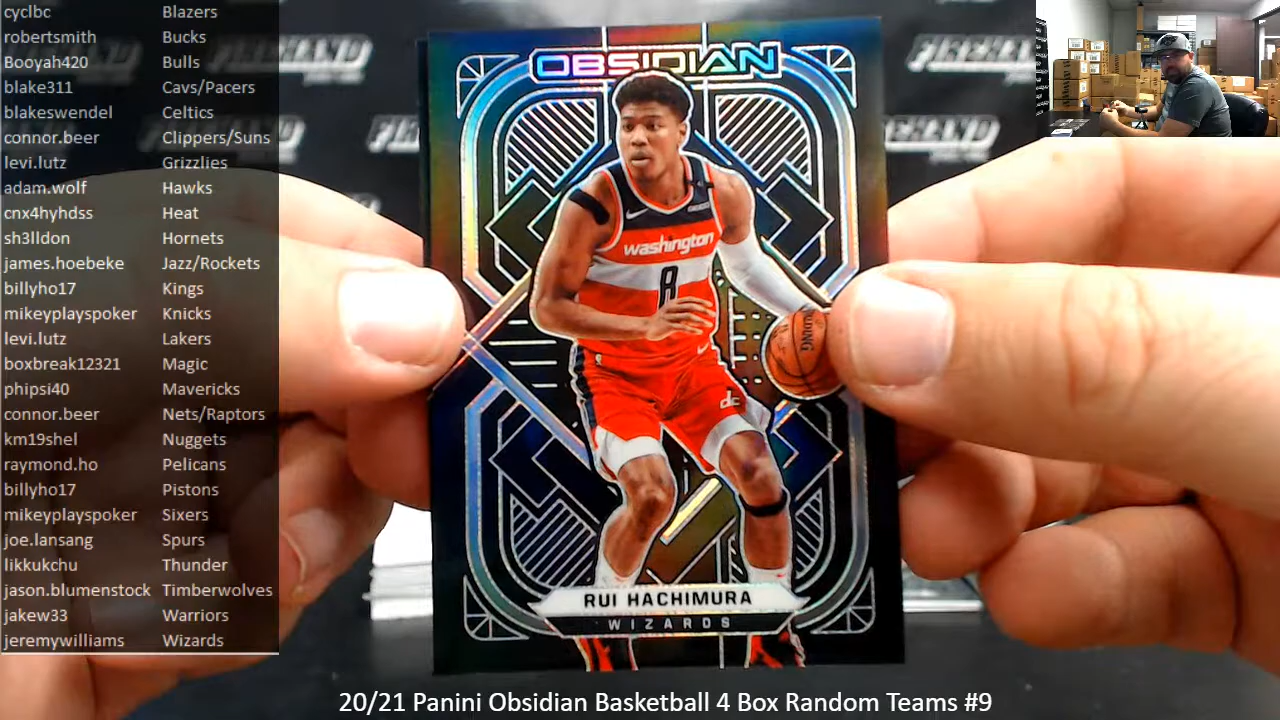 cyclbc Blazers
robertsmith Bucks
Booyah420 Bulls
blake311 Cavs/Pacers
blakeswendel Celtics
connor.beer Clippers/Suns
levi.lutz Grizzlies
adam.wolf Hawks
cnx4hyhdss Heat
sh3lldon Hornets
james.hoebeke Jazz/Rockets
billyho17 Kings
mikeyplayspoker Knicks
levi.lutz Lakers
boxbreak12321 Magic
phipsi40 Mavericks
connor.beer Nets/Raptors
km19shel Nuggets
raymond.ho Pelicans
billyho17 Pistons
mikeyplayspoker Sixers
joe.lansang Spurs
likkukchu Thunder
jason.blumenstock Timberwolves
jakew33 Warriors
jeremywilliams Wizards
OBSIDIAN
washington
8
dc
RUI HACHIMURA
WIZARDS
20/21 Panini Obsidian Basketball 4 Box Random Teams #9